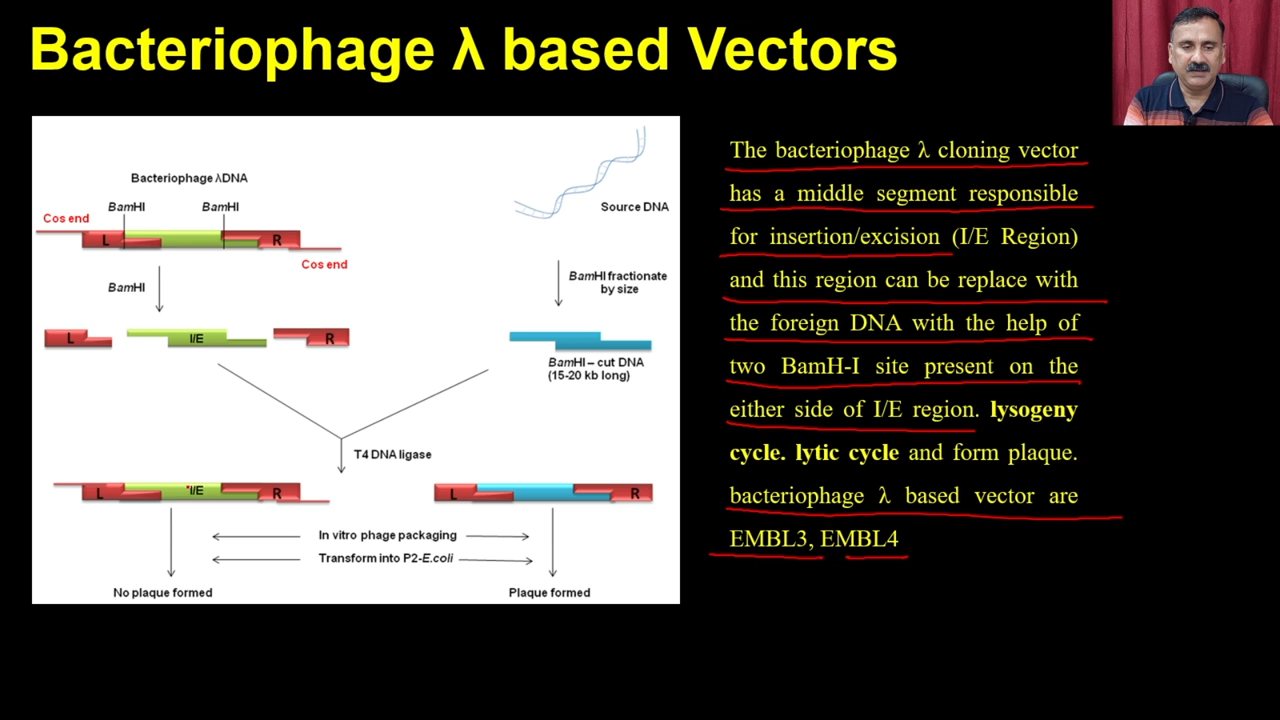 Bacteriophage λ based Vectors
Bacteriophage λDNA
BamHI BamHI
Cos end
L R
Cos end
BamHI
L I/E R
Source DNA
BamHI fractionate
by size
BamHI – cut DNA
(15-20 kb long)
T4 DNA ligase
L I/E R
L R
In vitro phage packaging
Transform into P2-E.coli
No plaque formed
Plaque formed
The bacteriophage λ cloning vector
has a middle segment responsible
for insertion/excision (I/E Region)
and this region can be replace with
the foreign DNA with the help of
two BamH-I site present on the
either side of I/E region. lysogeny
cycle. lytic cycle and form plaque.
bacteriophage λ based vector are
EMBL3, EMBL4